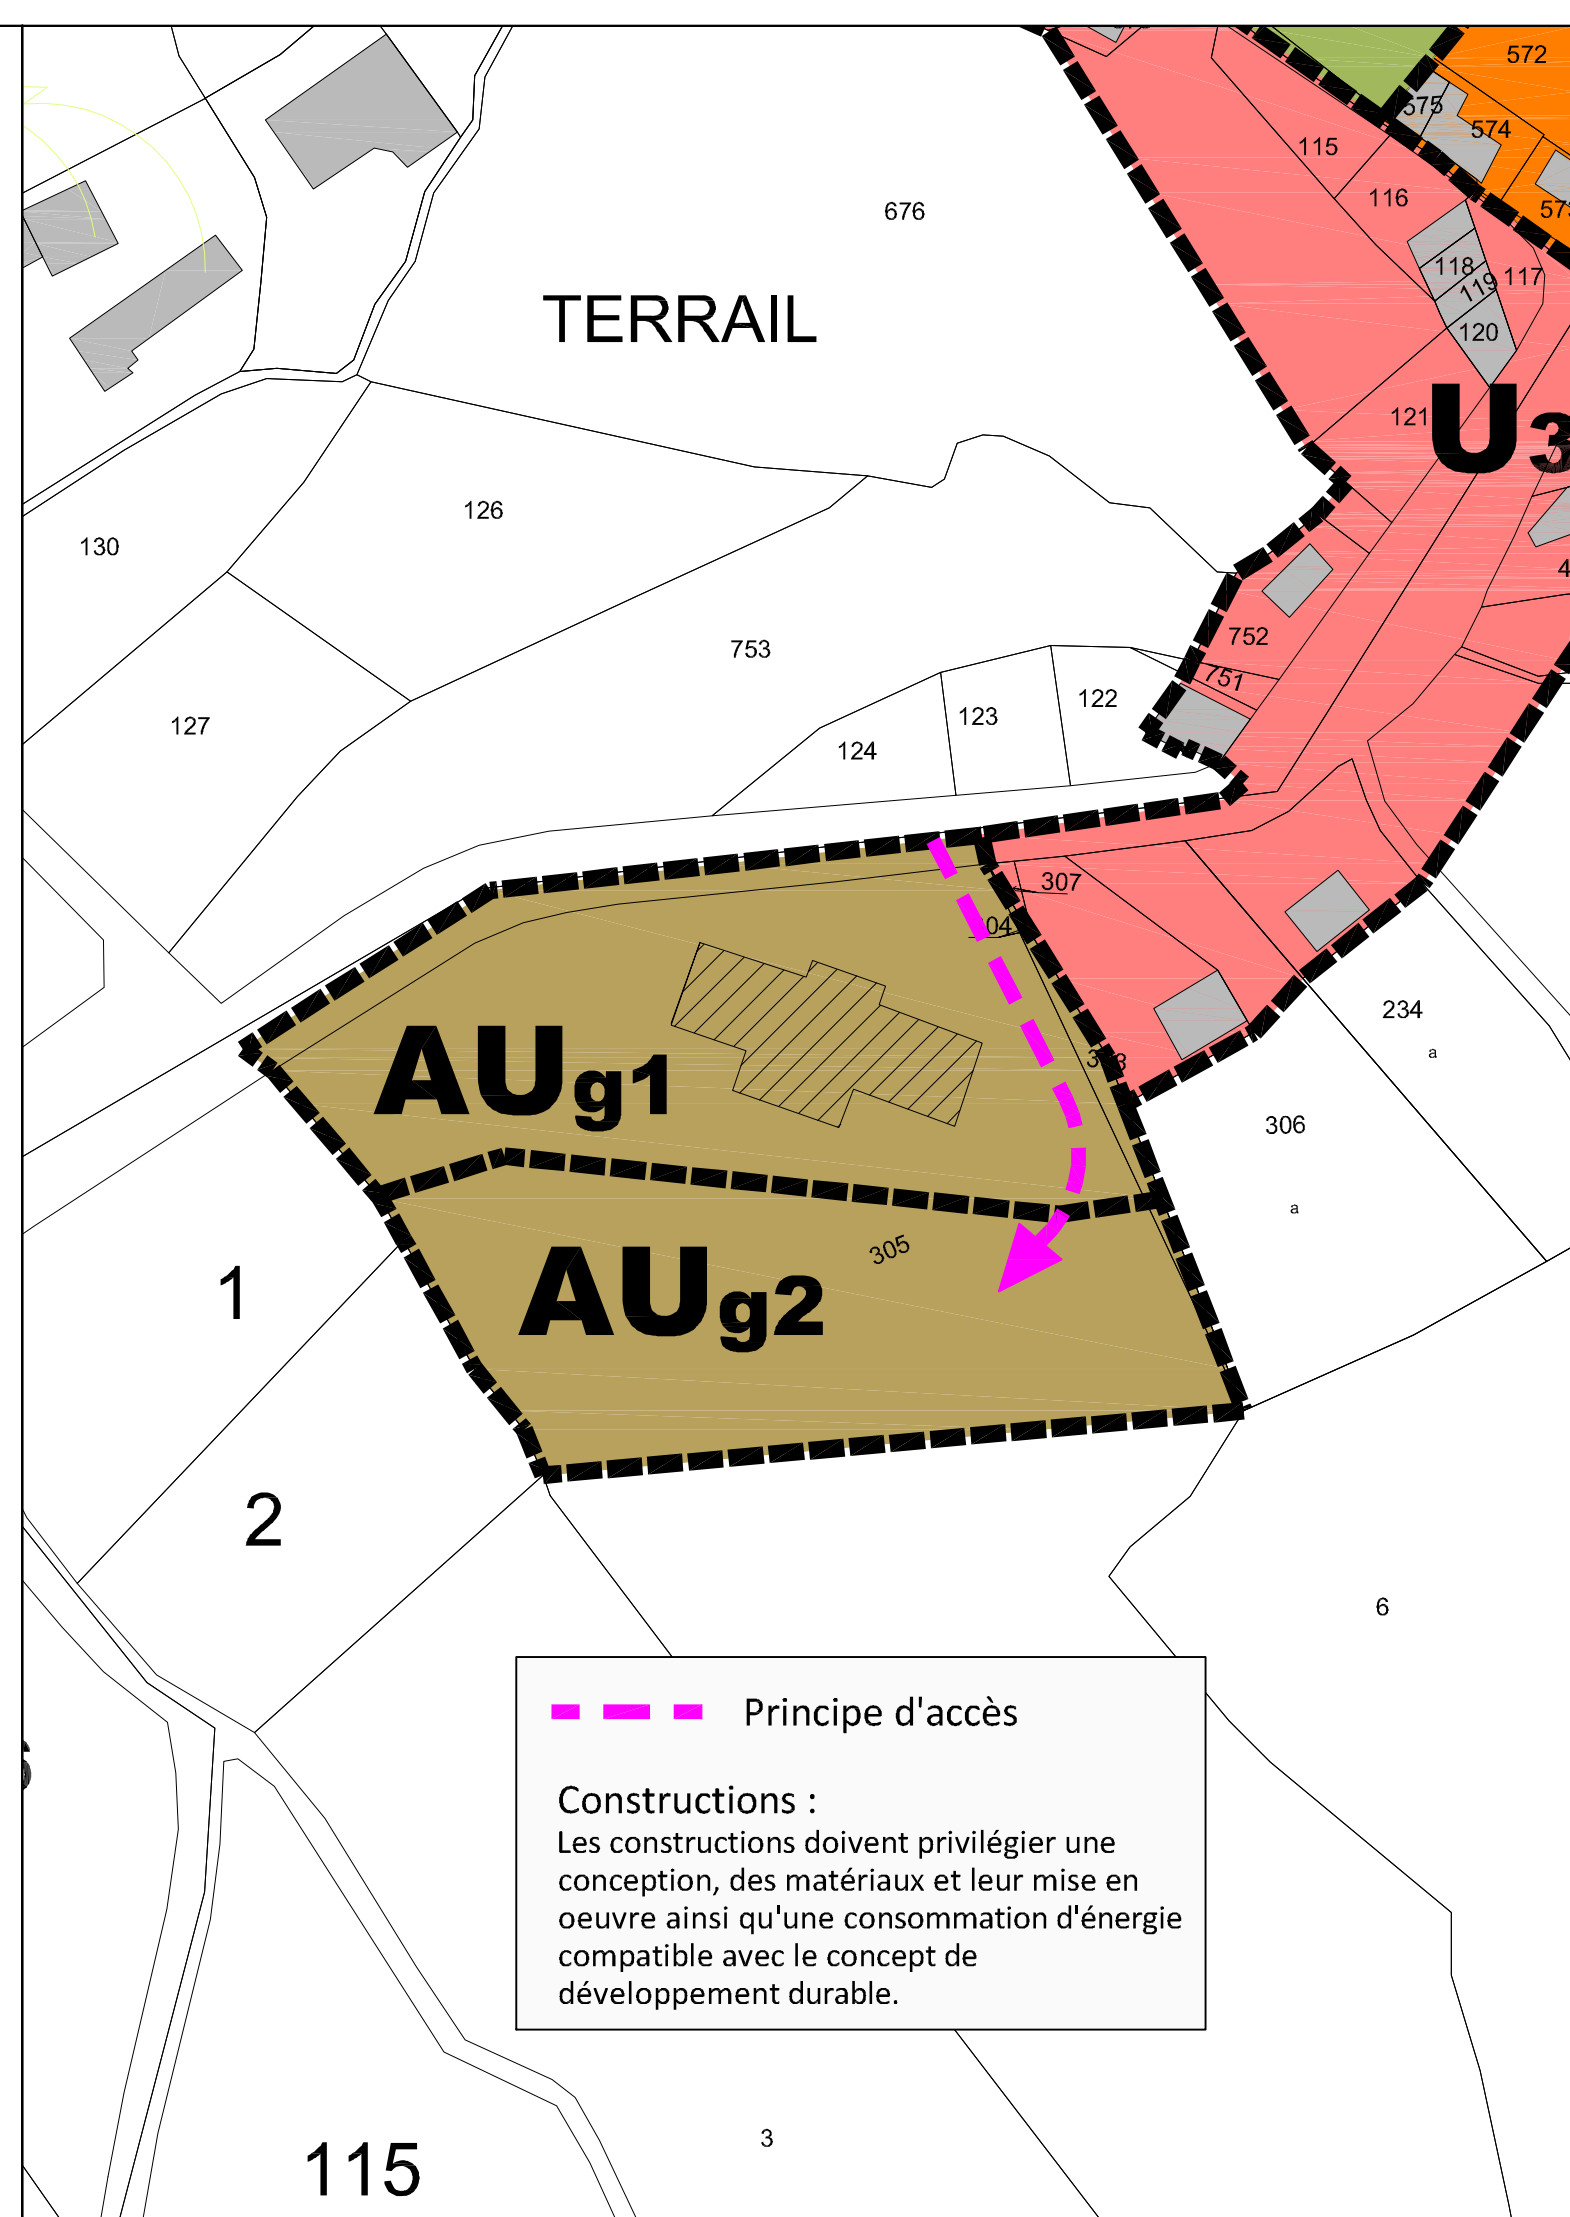 572
575
574
115
116
676
118
119
117
120
TERRAIL
121
U3
126
130
752
753
751
122
123
127
124
307
234
a
AUg1
306
a
305
1
AUg2
2
6
Principe d'accès
Constructions :
Les constructions doivent privilégier une
conception, des matériaux et leur mise en
oeuvre ainsi qu'une consommation d'énergie
compatible avec le concept de
développement durable.
3
115